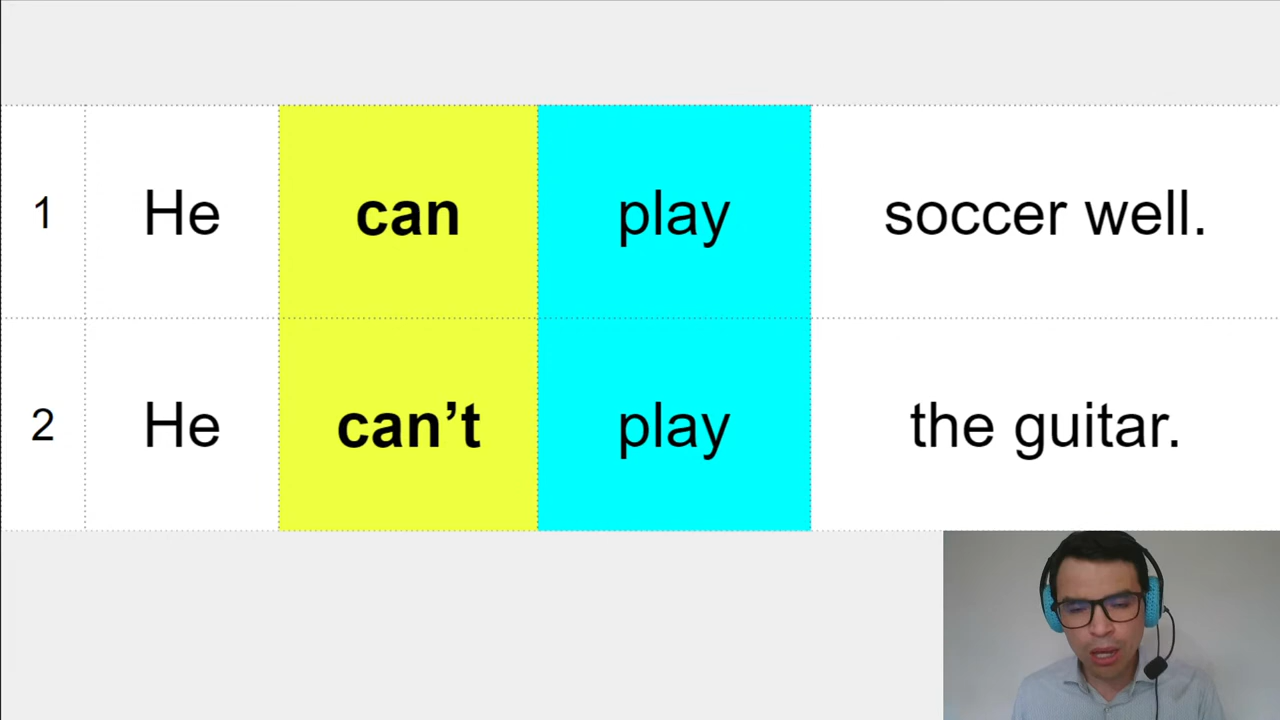 1 He can play soccer well.
2 He can’t play the guitar.